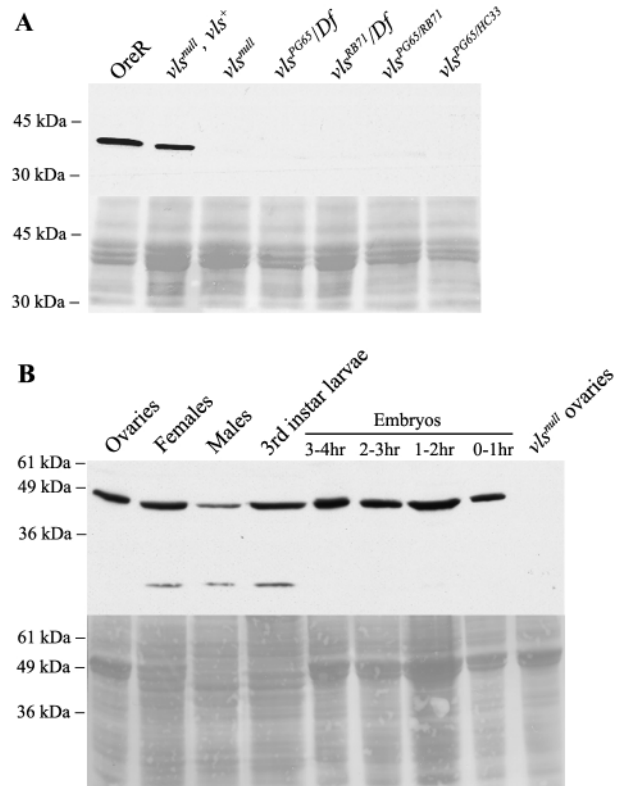 A
OreR
vls^null, vls^+
vls^null
vls^PG65/Df
vls^RB71/Df
vls^PG65/RB71
vls^PG65/HC33
45 kDa –
30 kDa –
45 kDa –
30 kDa –
B
Ovaries
Females
Males
3rd instar larvae
Embryos
3-4hr 2-3hr 1-2hr 0-1hr
vls^null ovaries
61 kDa –
49 kDa –
36 kDa –
61 kDa –
49 kDa –
36 kDa –